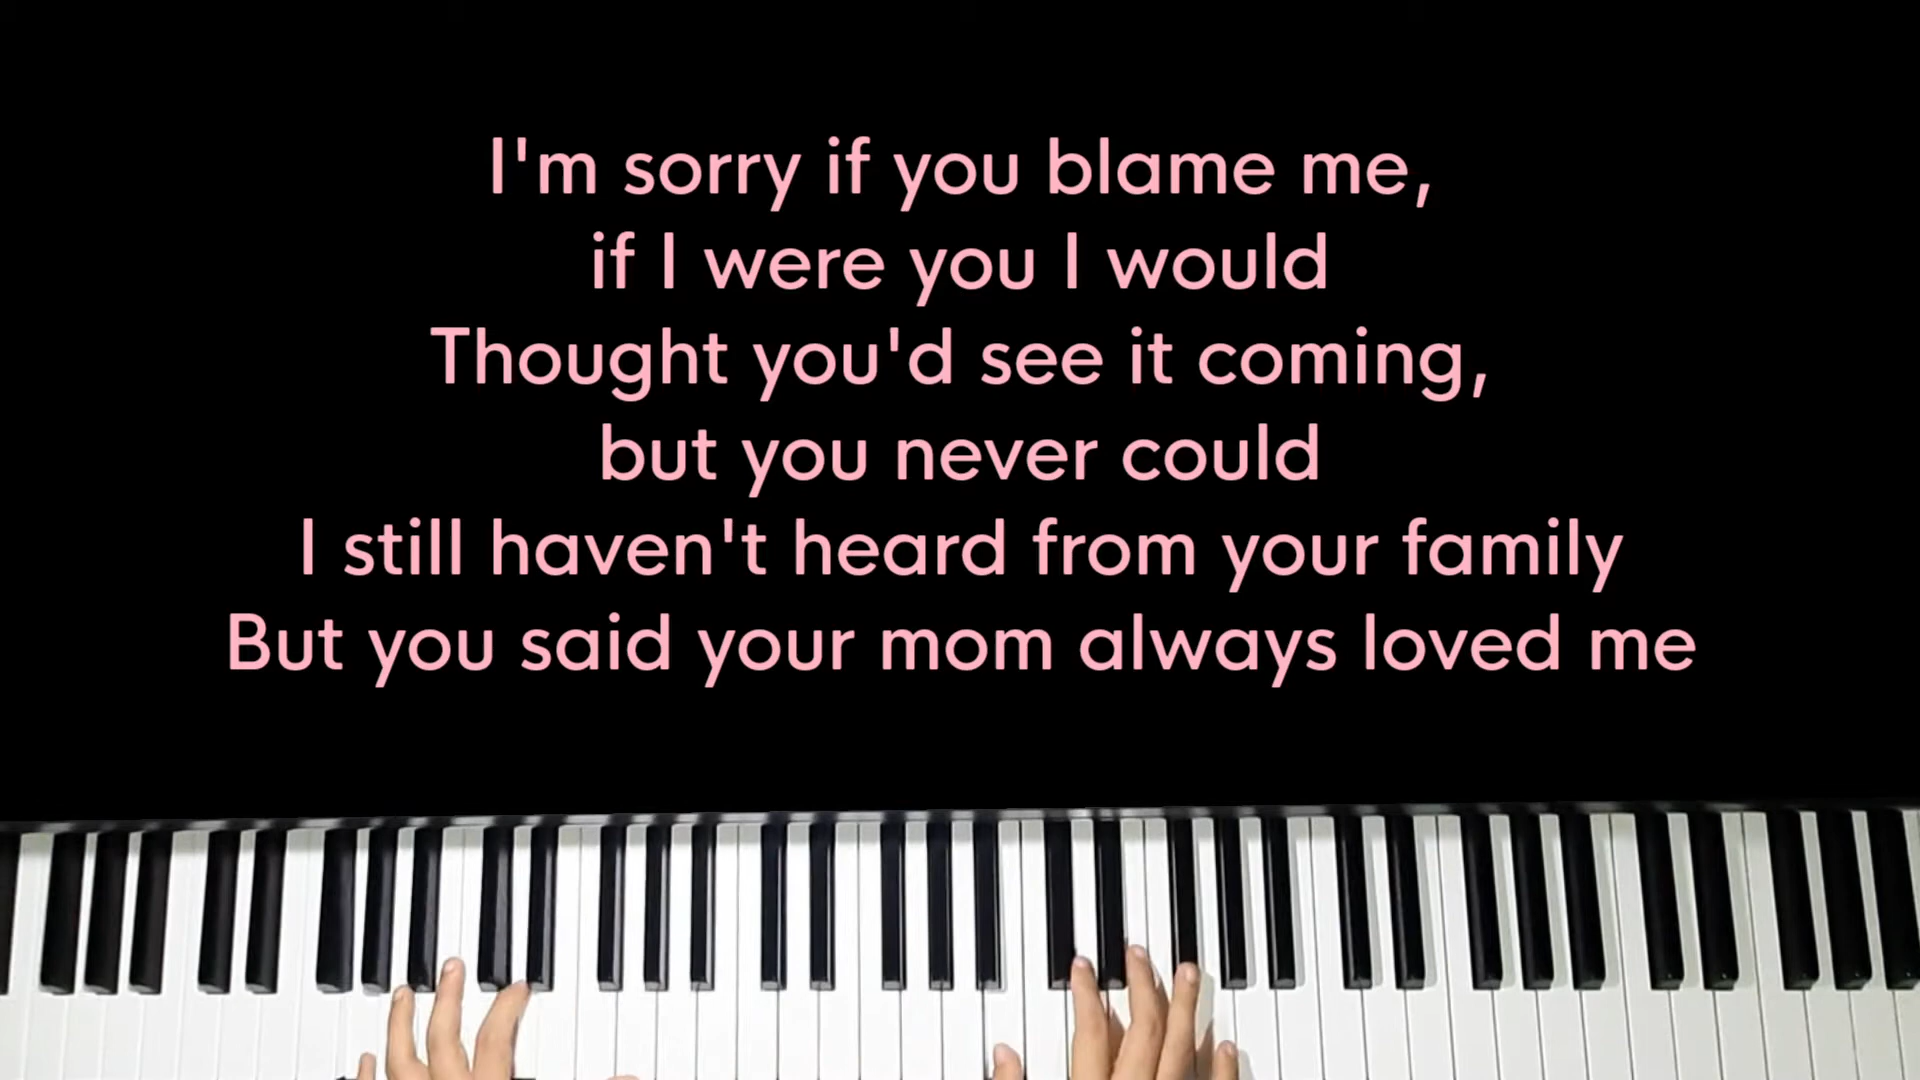 I'm sorry if you blame me,
if I were you I would
Thought you'd see it coming,
but you never could
I still haven't heard from your family
But you said your mom always loved me